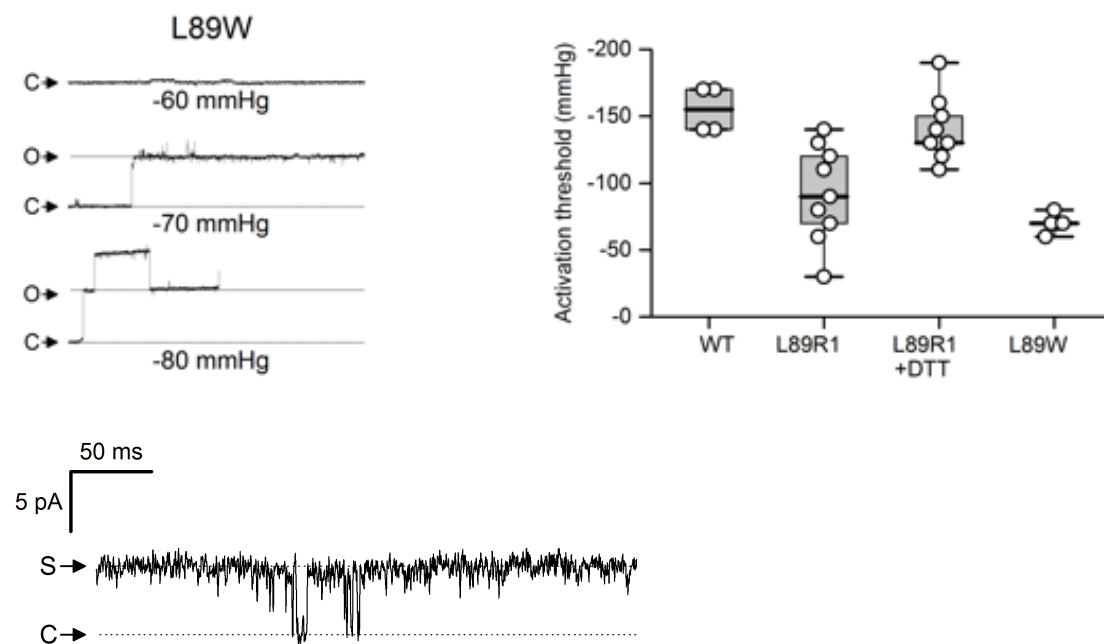 L89W
C
-60 mmHg
O
C
-70 mmHg
O
C
-80 mmHg
Activation threshold (mmHg)
-200
-150
-100
-50
-0
WT
L89R1
L89R1
+DTT
L89W
50 ms
5 pA
S
C